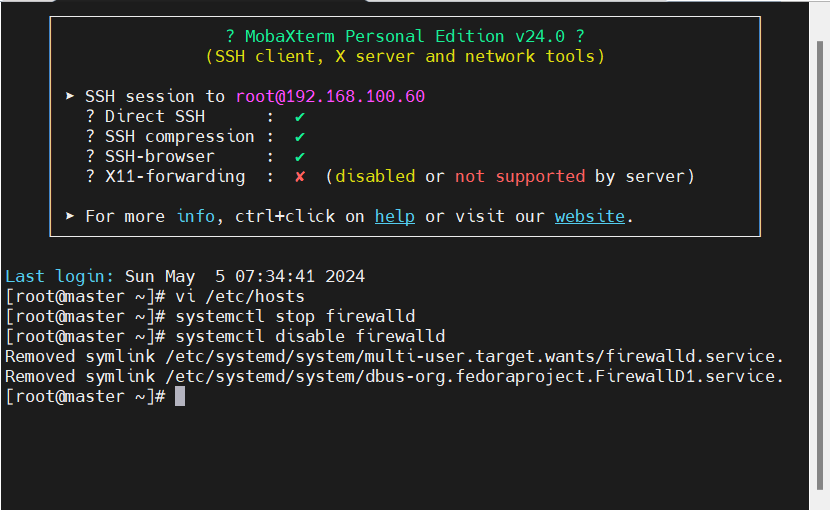 ? MobaXterm Personal Edition v24.0 ?
(SSH client, X server and network tools)
➤ SSH session to root@192.168.100.60
? Direct SSH      :  ✔
? SSH compression :  ✔
? SSH-browser     :  ✔
? X11-forwarding  :  ✘  (disabled or not supported by server)
➤ For more info, ctrl+click on help or visit our website.
Last login: Sun May  5 07:34:41 2024
[root@master ~]# vi /etc/hosts
[root@master ~]# systemctl stop firewalld
[root@master ~]# systemctl disable firewalld
Removed symlink /etc/systemd/system/multi-user.target.wants/firewalld.service.
Removed symlink /etc/systemd/system/dbus-org.fedoraproject.FirewallD1.service.
[root@master ~]#